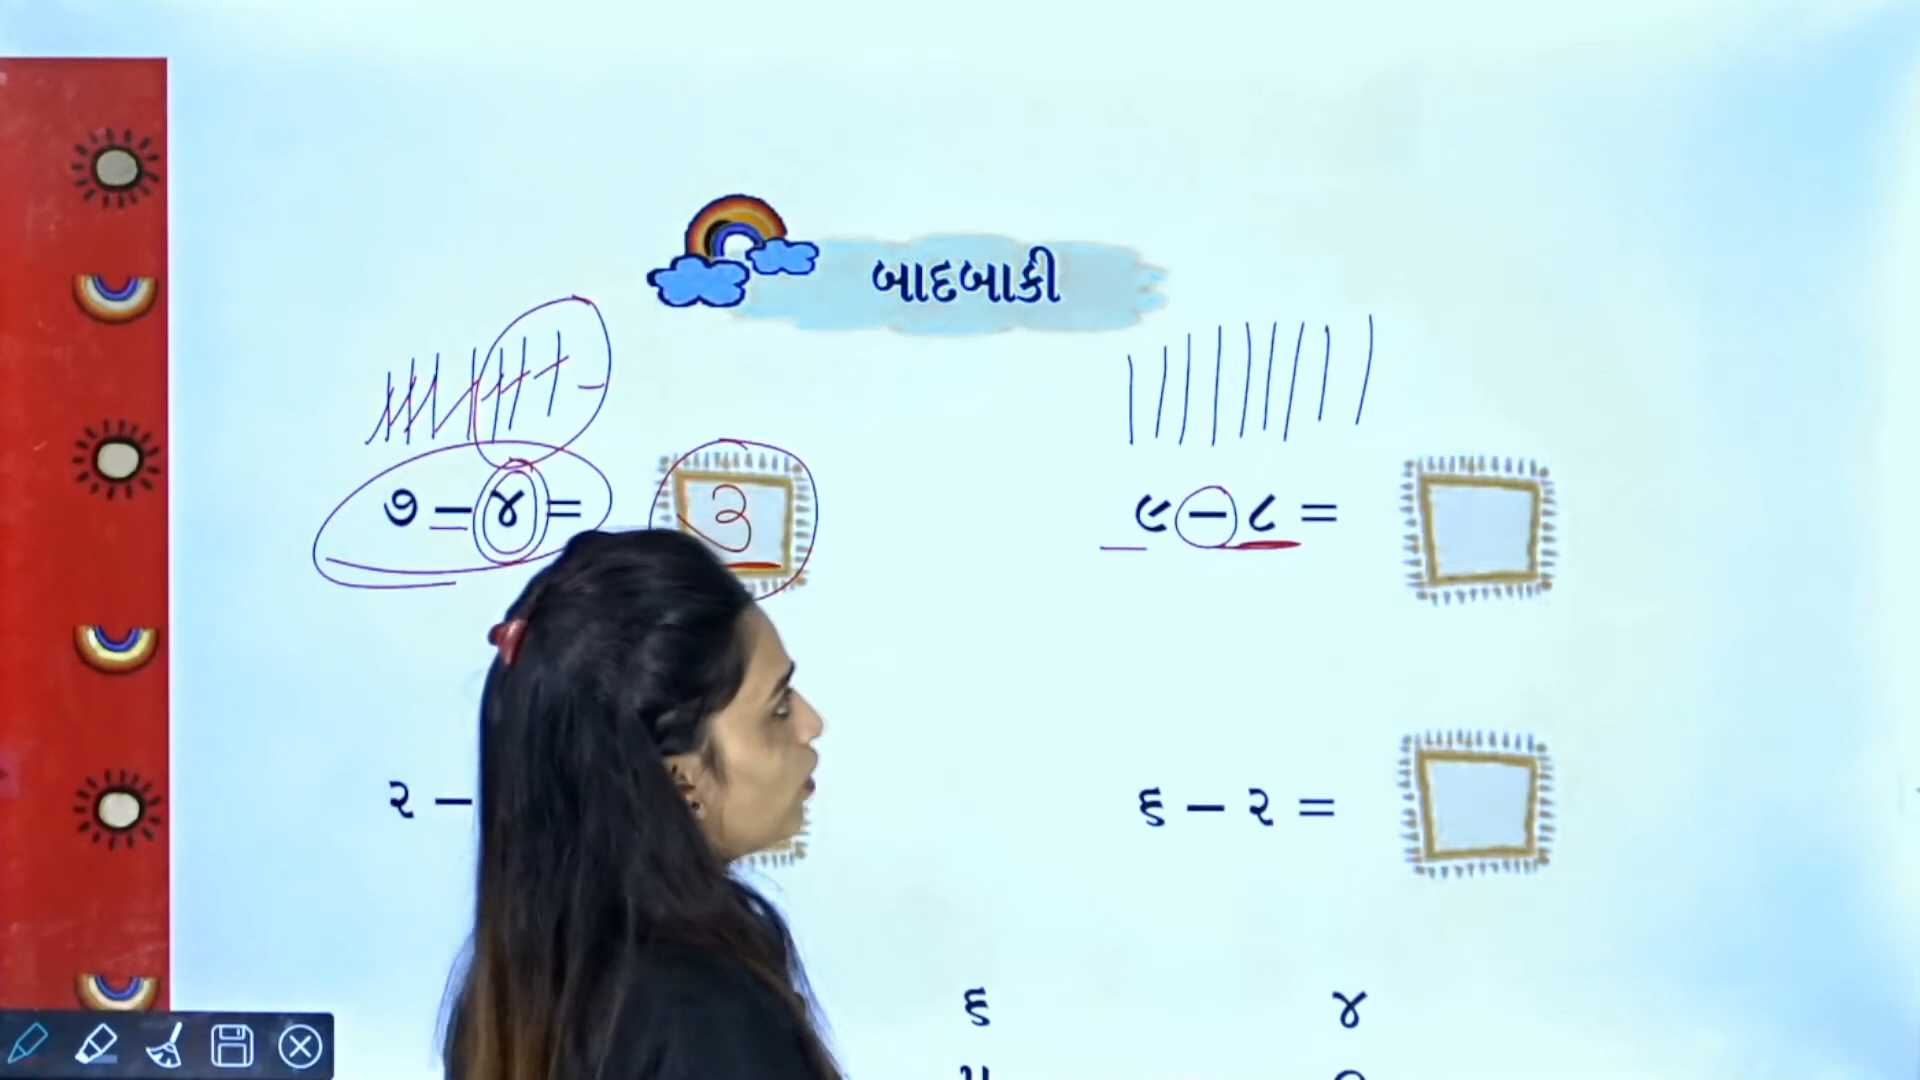 બાદબાકી
૭ – ૪ = ૩
૯ – ૮ =
૨ –
૬ – ૨ =
૬ ૪